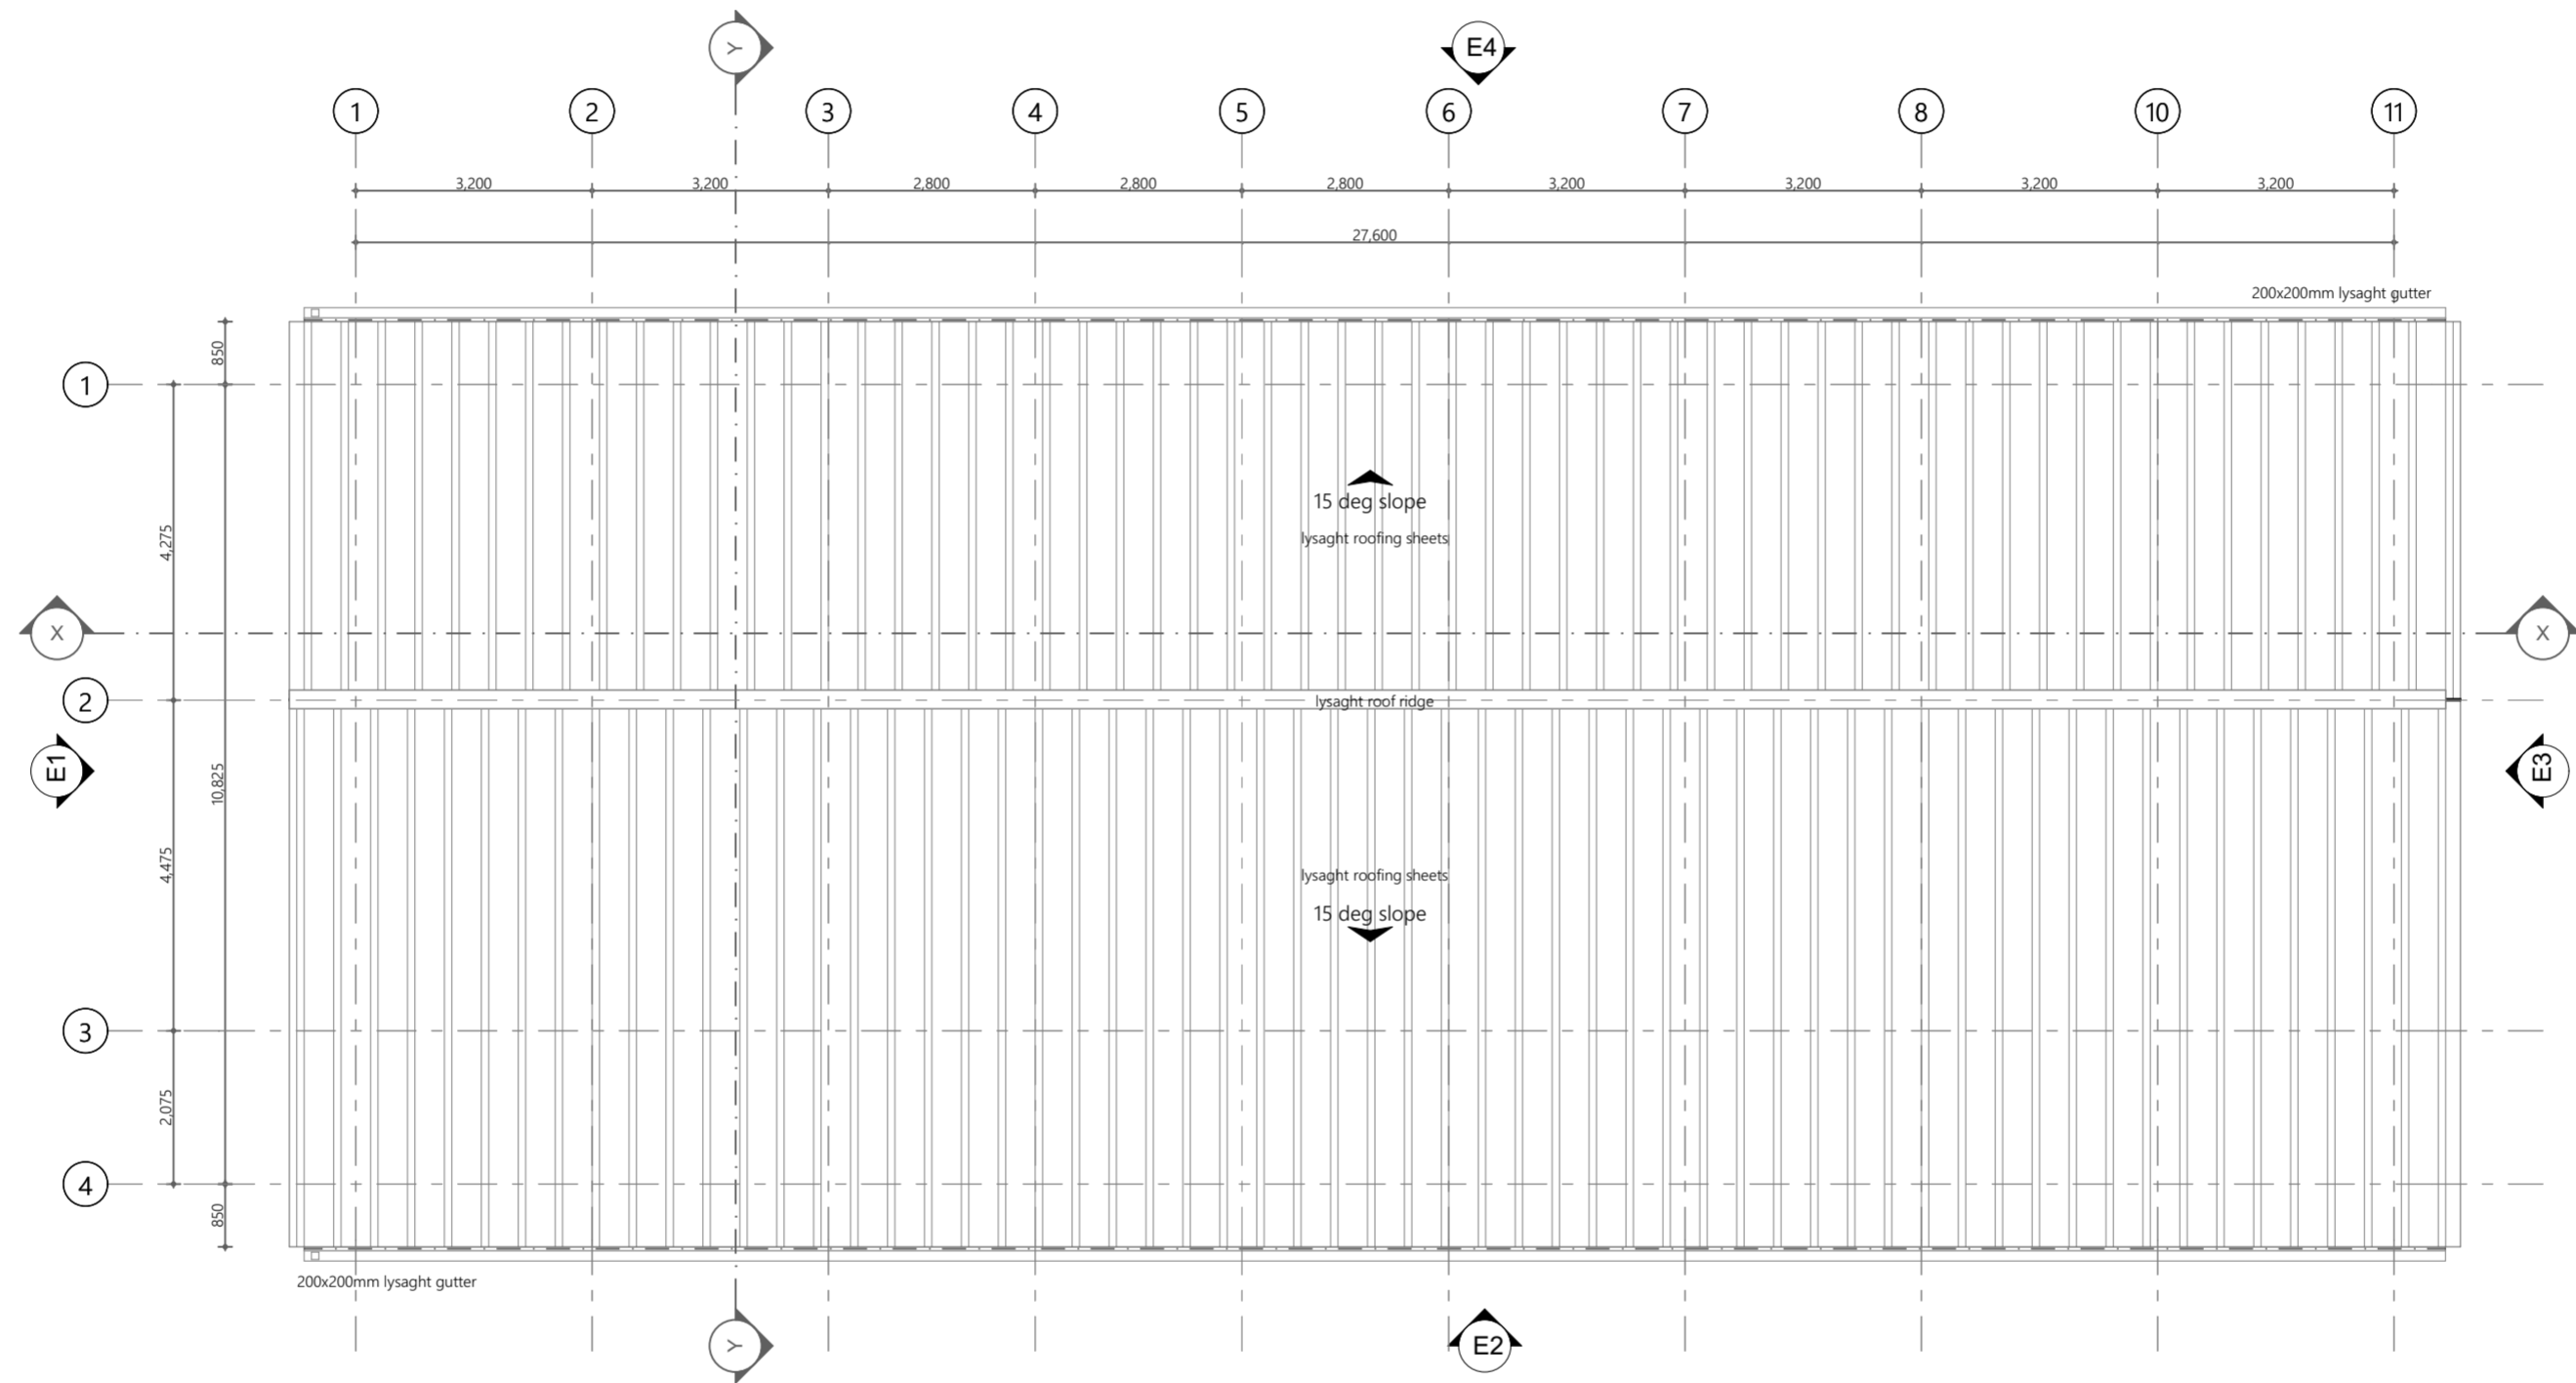 Y
E4
1 2 3 4 5 6 7 8 10 11
3,200 3,200 2,800 2,800 2,800 3,200 3,200 3,200 3,200
27,600
200x200mm lysaght gutter
850
1
15 deg slope
lysaght roofing sheets
4,275
X X
2
lysaght roof ridge
E1 E3
10,825
4,475
lysaght roofing sheets
15 deg slope
3
2,075
4
850
200x200mm lysaght gutter
Y
E2